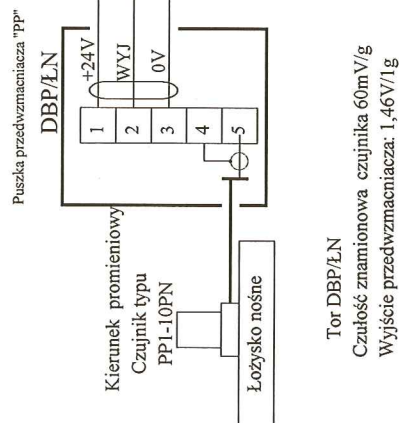 Puszka przedwzmacniacza "PP"
DBP/ŁN
+24V
WYJ
0V
1
2
3
4
5
Kierunek promieniowy
Czujnik typu
PP1-10PN
Łożysko nośne
Tor DBP/ŁN
Czułość znamionowa czujnika 60mV/g
Wyjście przedwzmacniacza: 1,46V/1g